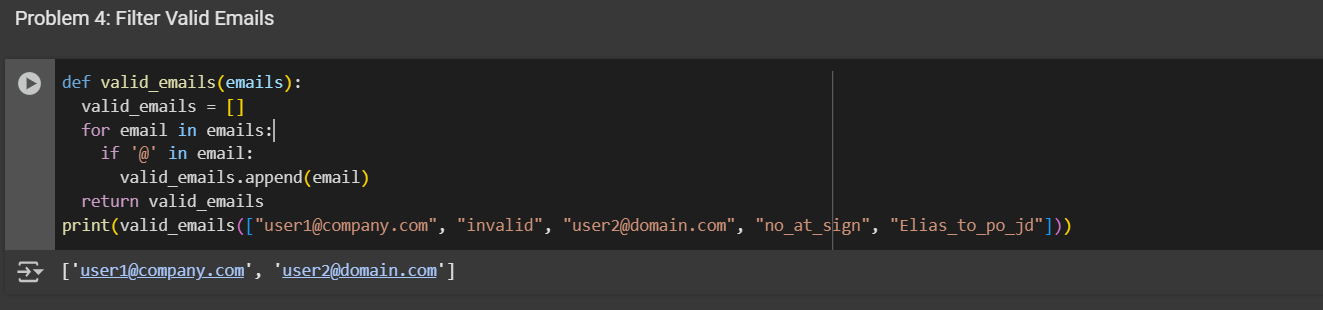 Problem 4: Filter Valid Emails
def valid_emails(emails):
  valid_emails = []
  for email in emails:
    if '@' in email:
      valid_emails.append(email)
  return valid_emails
print(valid_emails(["user1@company.com", "invalid", "user2@domain.com", "no_at_sign", "Elias_to_po_jd"]))
['user1@company.com', 'user2@domain.com']